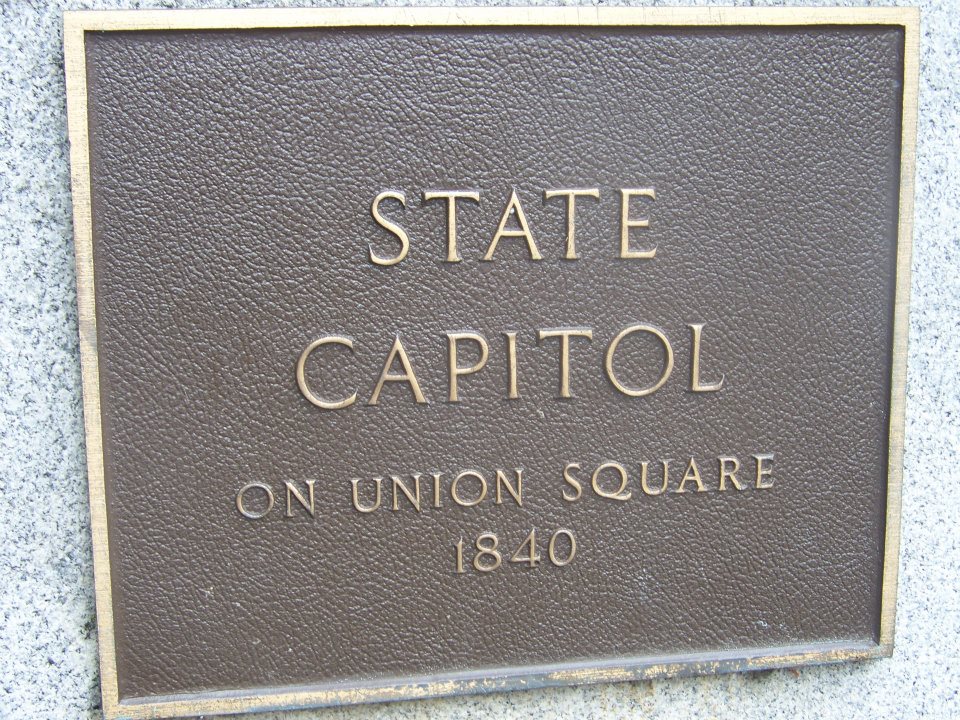 STATE
CAPITOL
ON UNION SQUARE
1840